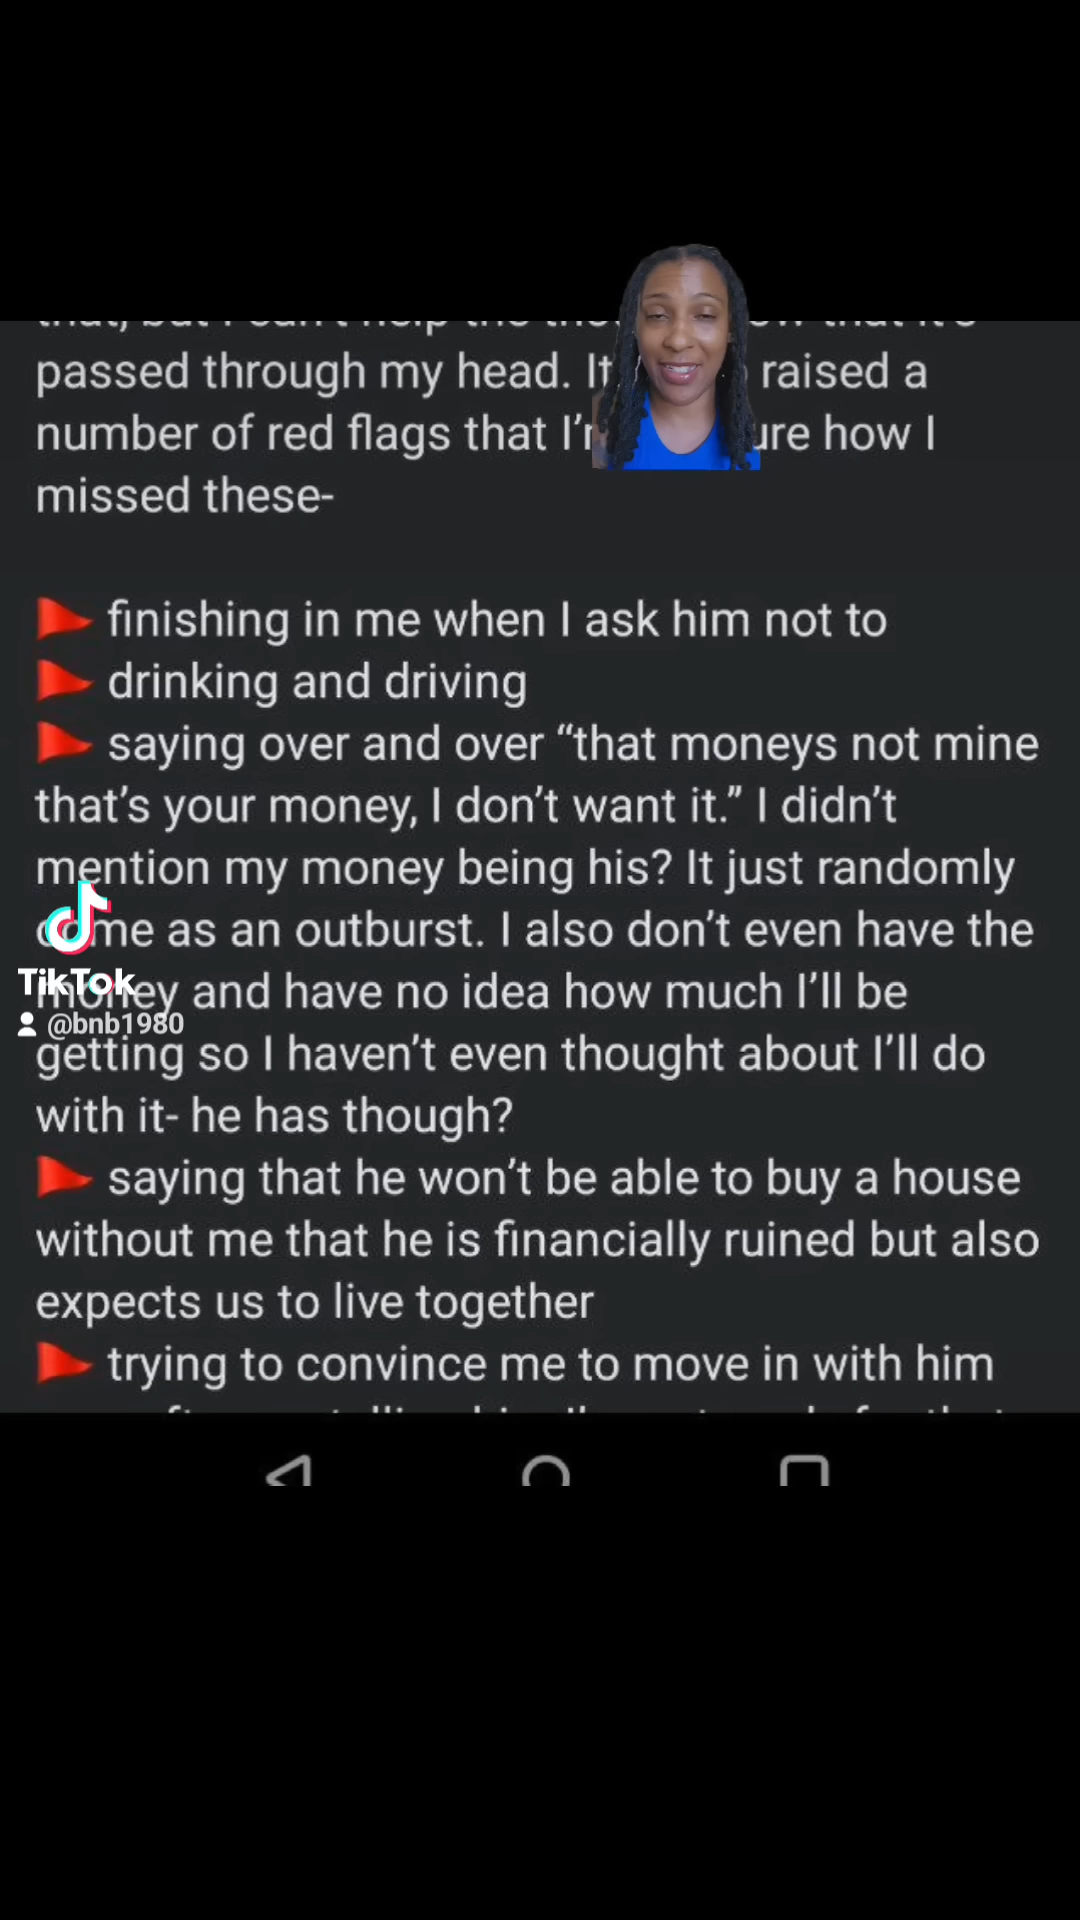 passed through my head. It raised a
number of red flags that I'm how I
missed these-
🚩 finishing in me when I ask him not to
🚩 drinking and driving
🚩 saying over and over “that moneys not mine
that’s your money, I don’t want it.” I didn’t
mention my money being his? It just randomly
come as an outburst. I also don’t even have the
money and have no idea how much I’ll be
TikTok
@bnb1980
getting so I haven’t even thought about I’ll do
with it- he has though?
🚩 saying that he won’t be able to buy a house
without me that he is financially ruined but also
expects us to live together
🚩 trying to convince me to move in with him